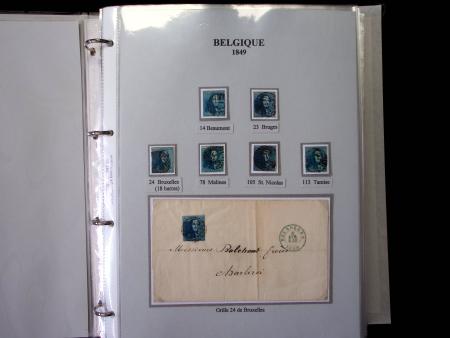 BELGIQUE
1849
14 Beaumont
23 Bruges
24 Bruxelles
(18 barres)
78 Malines
105 St. Nicolas
113 Tamise
Messieurs
Grille 24 de Bruxelles